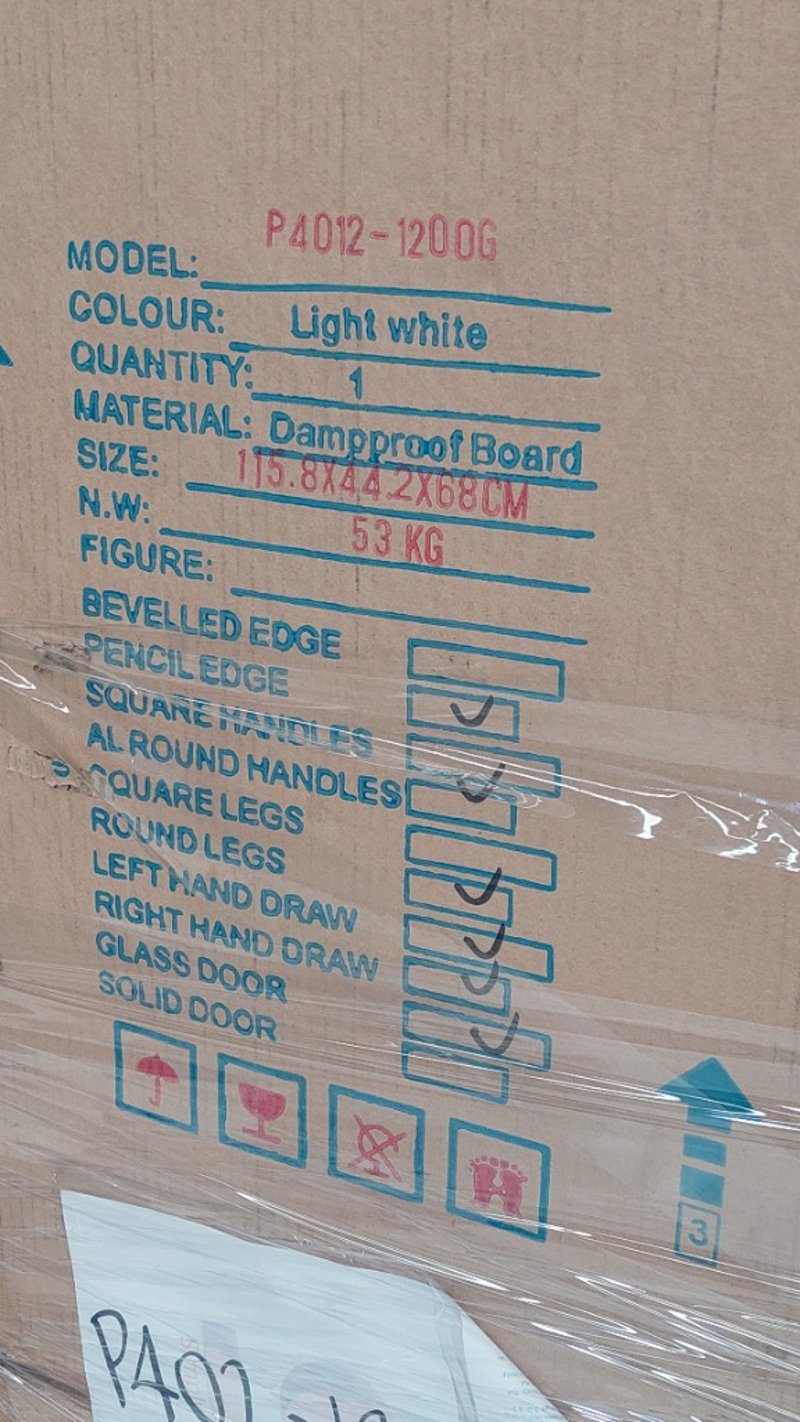 MODEL: P4012-1200G
COLOUR: Light white
QUANTITY: 1
MATERIAL: Dampproof Board
SIZE: 115.8X44.2X68CM
N.W: 53 KG
FIGURE:
BEVELLED EDGE
PENCIL EDGE
SQUARE HANDLES
ALROUND HANDLES
SQUARE LEGS
ROUND LEGS
LEFT HAND DRAW
RIGHT HAND DRAW
GLASS DOOR
SOLID DOOR
3